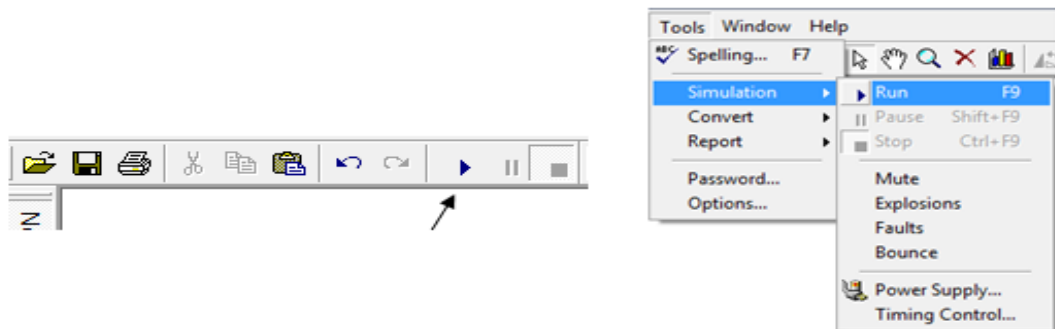 Tools Window Help
ABC Spelling... F7
Simulation
Convert
Report
Password...
Options...
Run F9
Pause Shift+F9
Stop Ctrl+F9
Mute
Explosions
Faults
Bounce
Power Supply...
Timing Control...
N